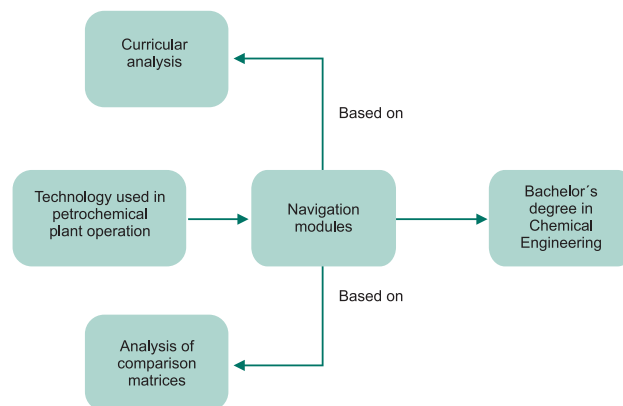 Curricular
analysis
Based on
Technology used in
petrochemical
plant operation
Navigation
modules
Bachelor´s
degree in
Chemical
Engineering
Based on
Analysis of
comparison
matrices